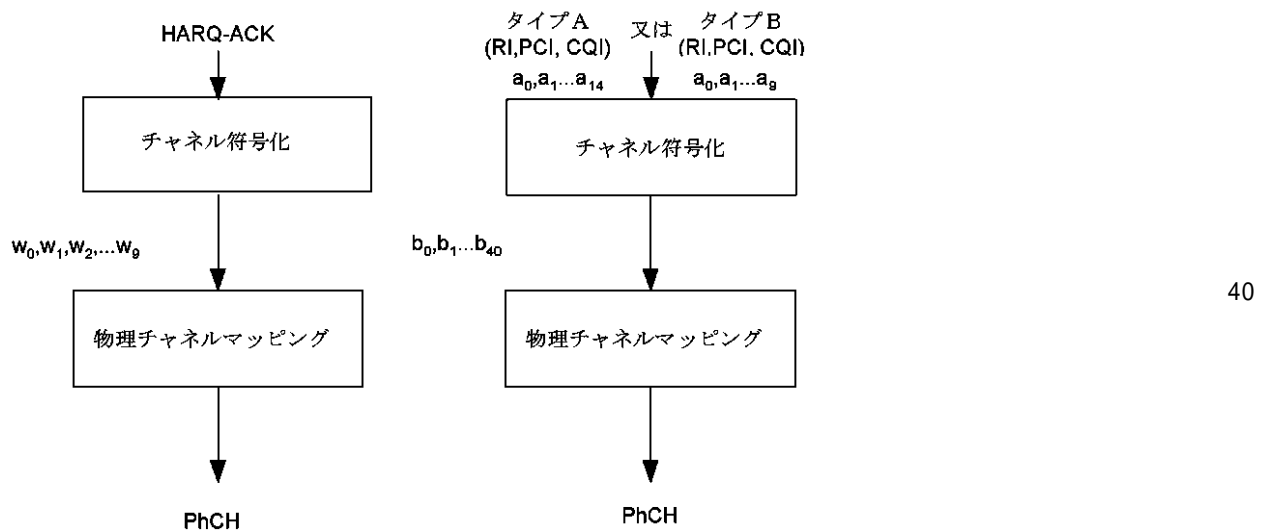 HARQ-ACK
チャネル符号化
w₀,w₁,w₂,...w₉
物理チャネルマッピング
PhCH
タイプA 又は タイプB
(RI,PCI, CQI) (RI,PCI, CQI)
a₀,a₁...a₁₄ a₀,a₁...a₉
チャネル符号化
b₀,b₁...b₄₀
物理チャネルマッピング
PhCH
40